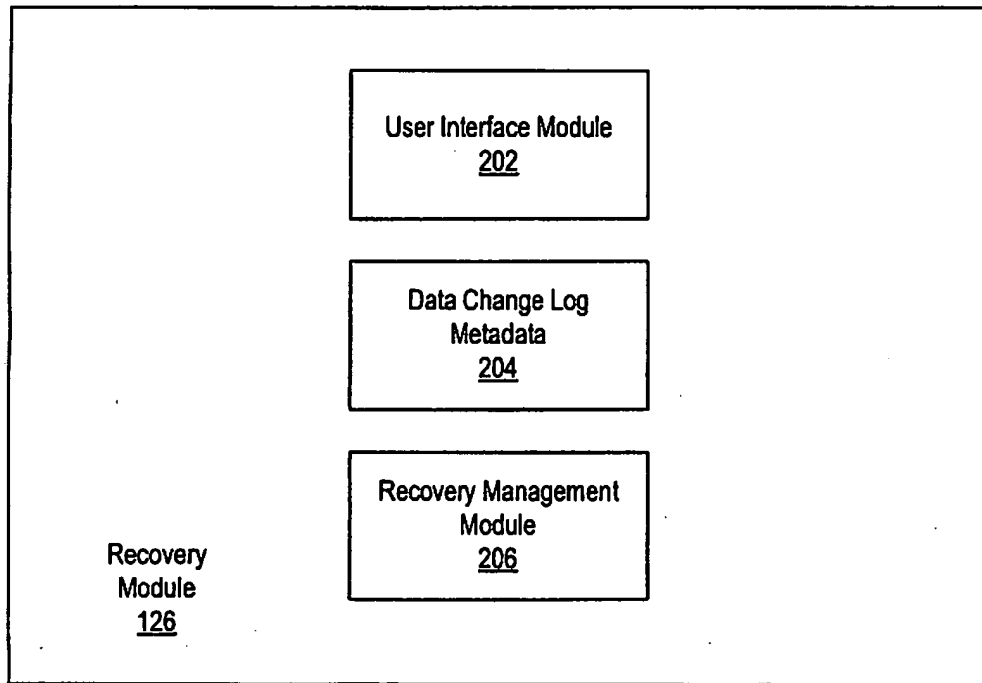 User Interface Module
202
Data Change Log
Metadata
204
Recovery Management
Module
206
Recovery
Module
126